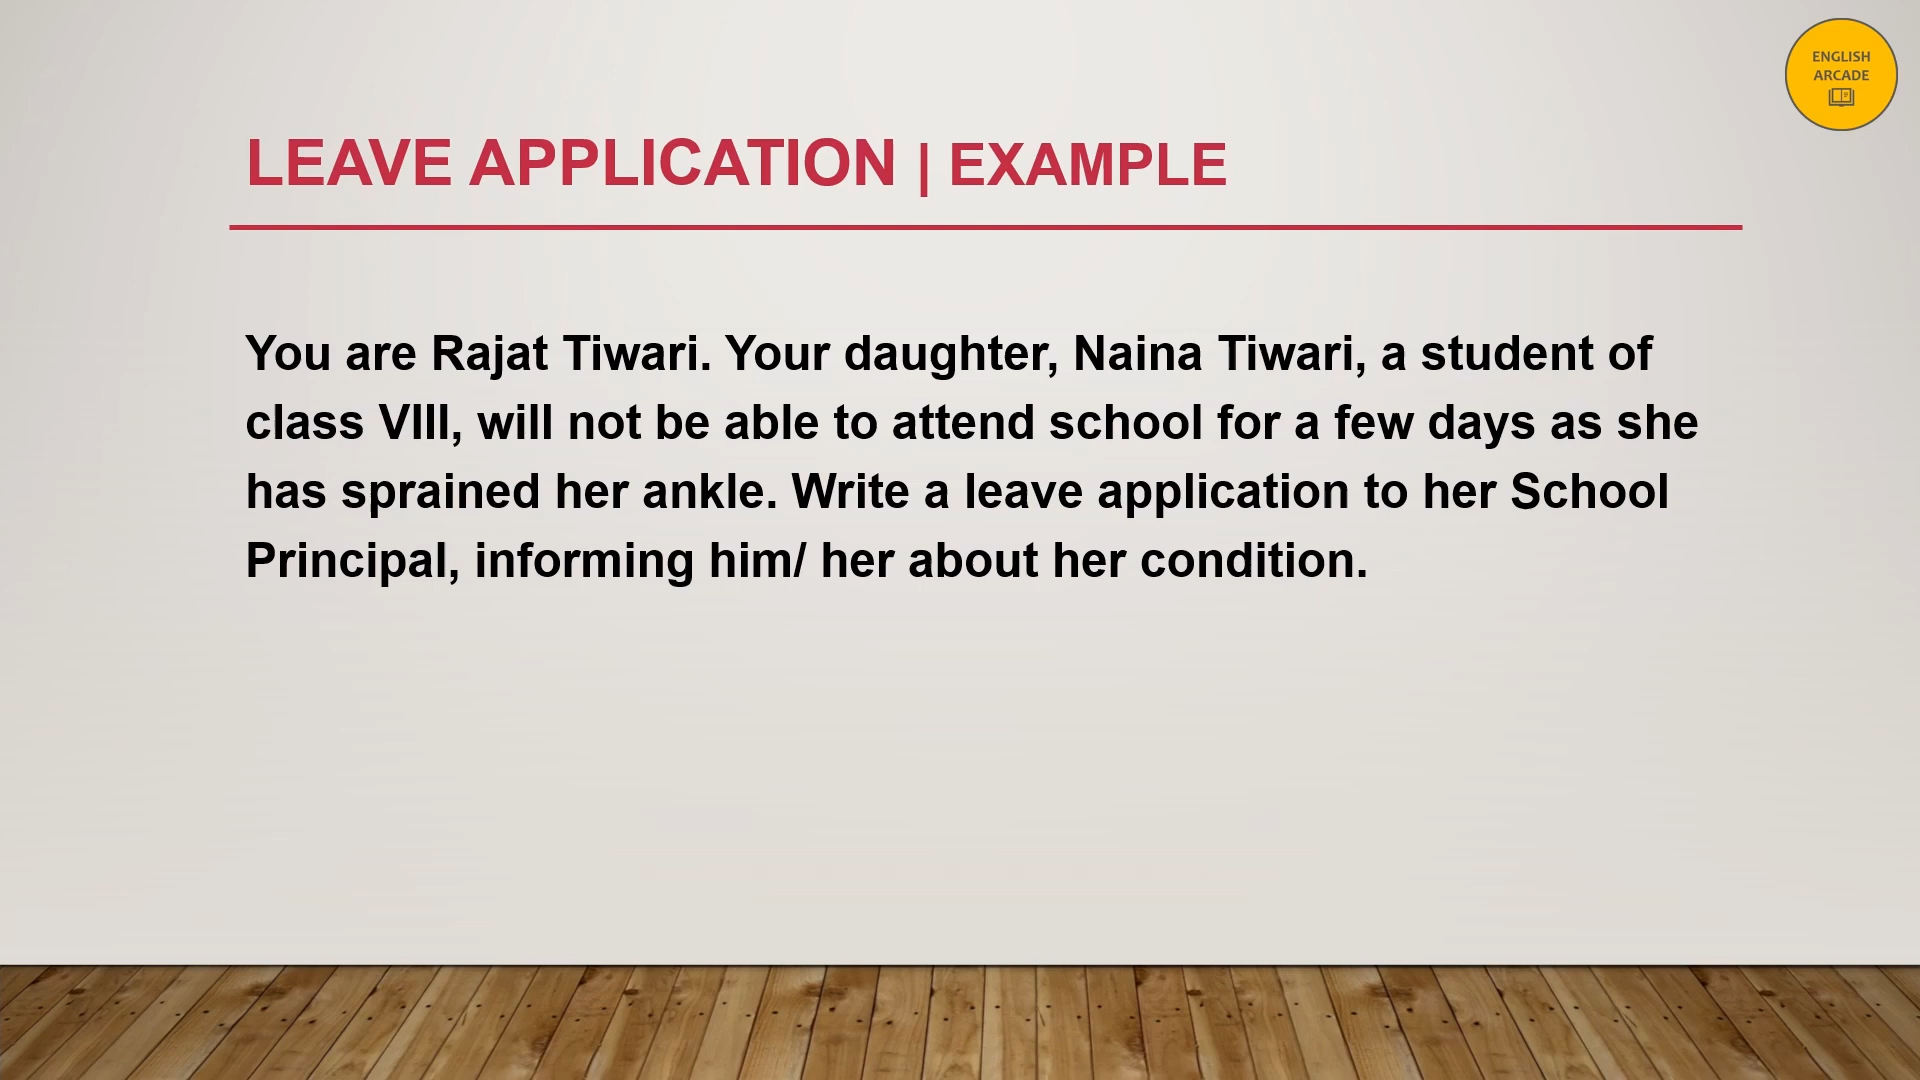 ENGLISH
ARCADE
LEAVE APPLICATION | EXAMPLE
You are Rajat Tiwari. Your daughter, Naina Tiwari, a student of
class VIII, will not be able to attend school for a few days as she
has sprained her ankle. Write a leave application to her School
Principal, informing him/ her about her condition.